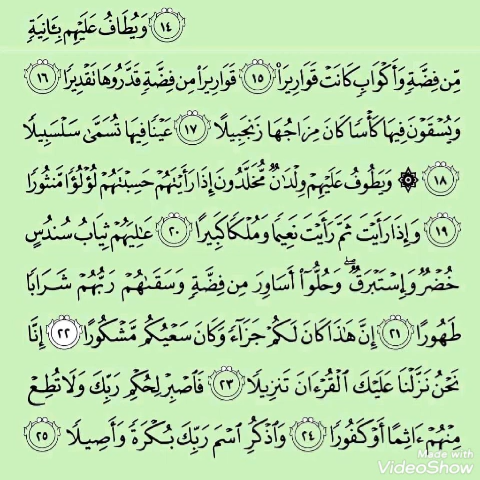 ١٤ وَيُطَافُ عَلَيْهِم بِـَٔانِيَةٍ
مِّن فِضَّةٍ وَأَكْوَابٍ كَانَتْ قَوَارِيرَا۠ ١٥ قَوَارِيرَا۟ مِن فِضَّةٍ قَدَّرُوهَا تَقْدِيرًا ١٦
وَيُسْقَوْنَ فِيهَا كَأْسًا كَانَ مِزَاجُهَا زَنجَبِيلًا ١٧ عَيْنًا فِيهَا تُسَمَّىٰ سَلْسَبِيلًا
١٨ ۞ وَيَطُوفُ عَلَيْهِمْ وِلْدَٰنٌ مُّخَلَّدُونَ إِذَا رَأَيْتَهُمْ حَسِبْتَهُمْ لُؤْلُؤًا مَّنثُورًا
١٩ وَإِذَا رَأَيْتَ ثَمَّ رَأَيْتَ نَعِيمًا وَمُلْكًا كَبِيرًا ٢٠ عَٰلِيَهُمْ ثِيَابُ سُندُسٍ
خُضْرٌ وَإِسْتَبْرَقٌ ۖ وَحُلُّوٓا۟ أَسَاوِرَ مِن فِضَّةٍ وَسَقَىٰهُمْ رَبُّهُمْ شَرَابًا
طَهُورًا ٢١ إِنَّ هَٰذَا كَانَ لَكُمْ جَزَآءً وَكَانَ سَعْيُكُم مَّشْكُورًا ٢٢ إِنَّا
نَحْنُ نَزَّلْنَا عَلَيْكَ ٱلْقُرْءَانَ تَنزِيلًا ٢٣ فَٱصْبِرْ لِحُكْمِ رَبِّكَ وَلَا تُطِعْ
مِنْهُمْ ءَاثِمًا أَوْ كَفُورًا ٢٤ وَٱذْكُرِ ٱسْمَ رَبِّكَ بُكْرَةً وَأَصِيلًا ٢٥
Made with
VideoShow